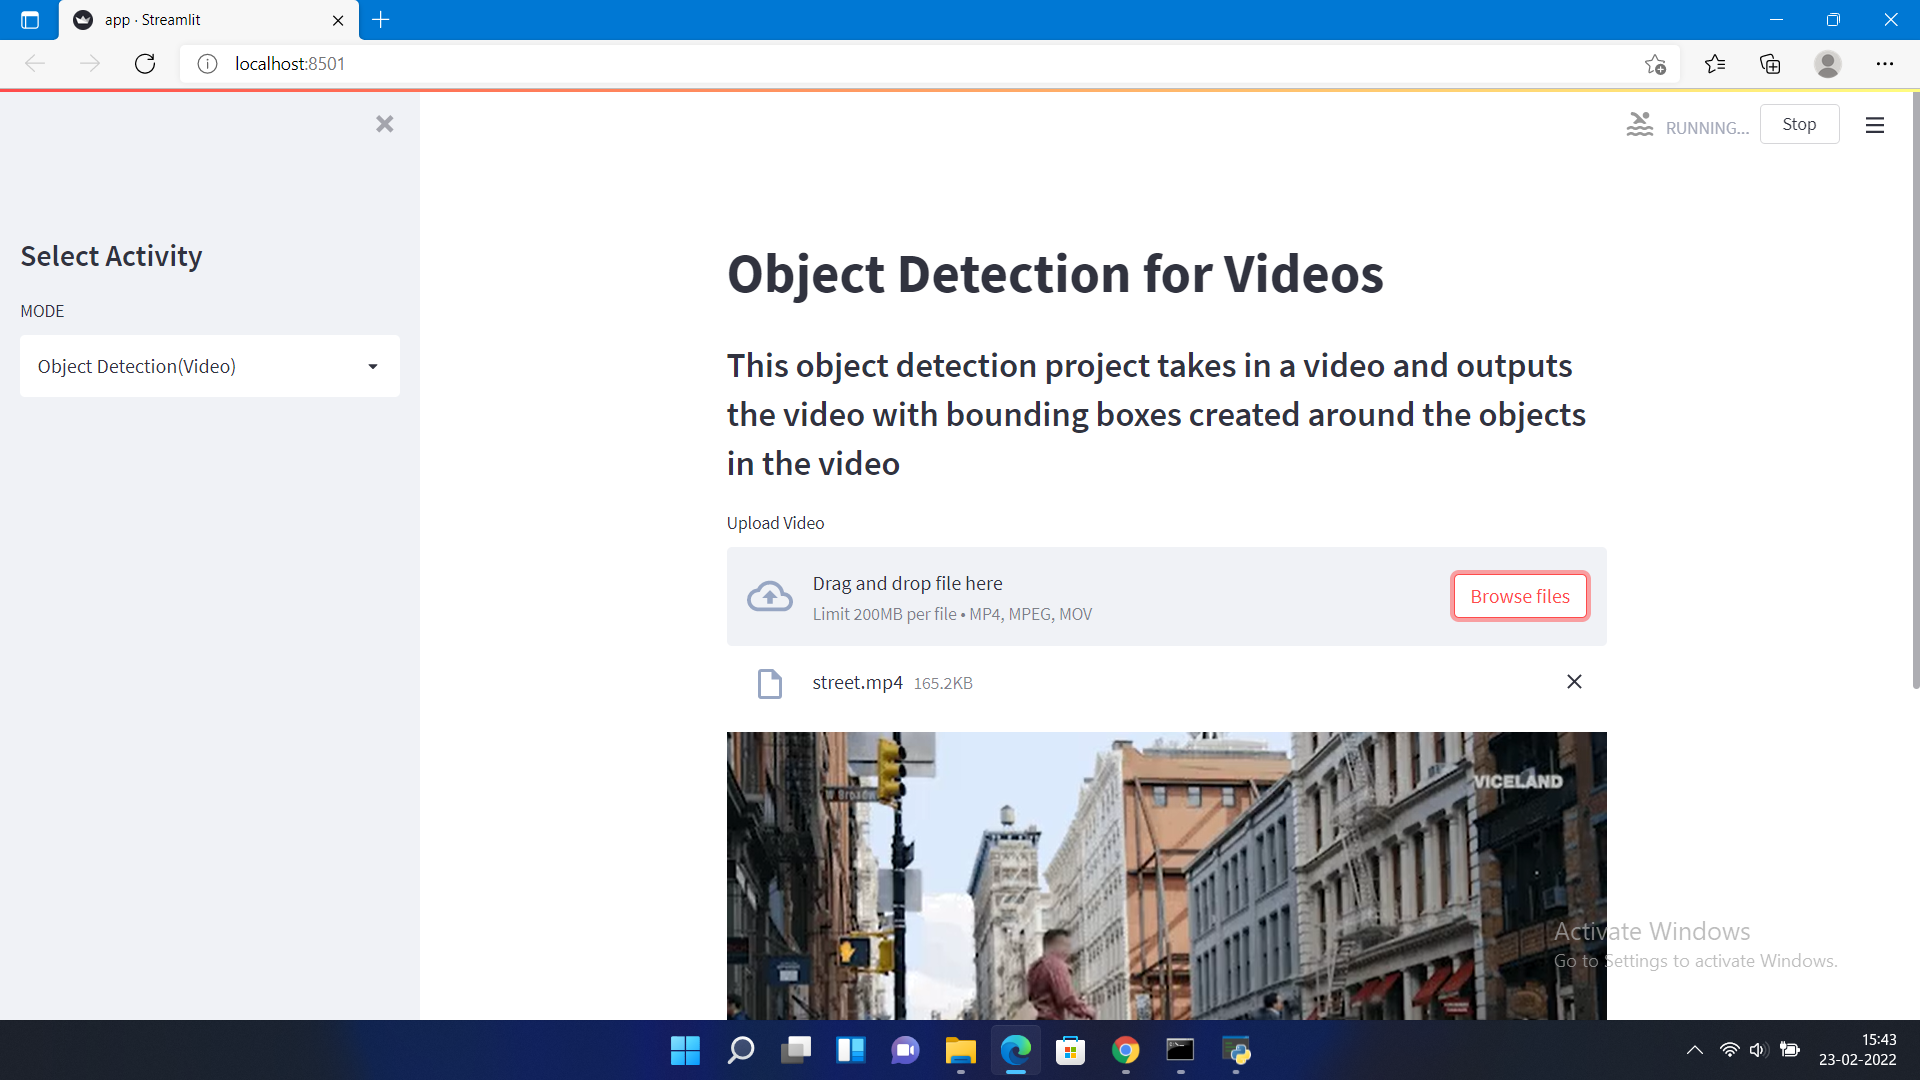 app · Streamlit
localhost:8501
RUNNING...
Stop
Select Activity
MODE
Object Detection(Video)
Object Detection for Videos
This object detection project takes in a video and outputs
the video with bounding boxes created around the objects
in the video
Upload Video
Drag and drop file here
Limit 200MB per file • MP4, MPEG, MOV
Browse files
street.mp4 165.2KB
VICELAND
W Broadw
Activate Windows
Go to Settings to activate Windows.
15:43
23-02-2022